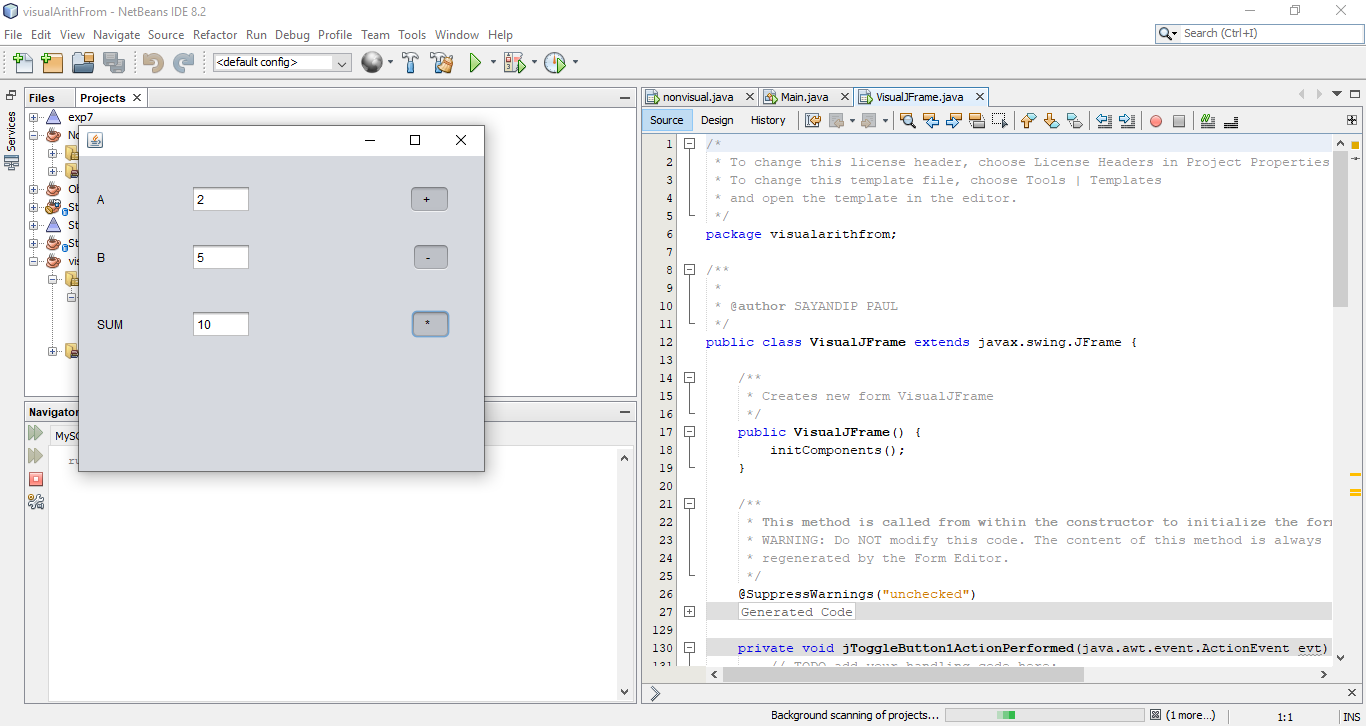 visualArithFrom - NetBeans IDE 8.2
File Edit View Navigate Source Refactor Run Debug Profile Team Tools Window Help
Search (Ctrl+I)
<default config>
Services
Files Projects
exp7
No
Ob
St
St
St
vis
A 2 +
B 5 -
SUM 10 *
Navigator
MySQ
ru
nonvisual.java Main.java VisualJFrame.java
Source Design History
1 /*
2 * To change this license header, choose License Headers in Project Properties
3 * To change this template file, choose Tools | Templates
4 * and open the template in the editor.
5 */
6 package visualarithfrom;
7
8 /**
9 *
10 * @author SAYANDIP PAUL
11 */
12 public class VisualJFrame extends javax.swing.JFrame {
13
14 /**
15 * Creates new form VisualJFrame
16 */
17 public VisualJFrame() {
18 initComponents();
19 }
20
21 /**
22 * This method is called from within the constructor to initialize the for
23 * WARNING: Do NOT modify this code. The content of this method is always
24 * regenerated by the Form Editor.
25 */
26 @SuppressWarnings("unchecked")
27 Generated Code
129
130 private void jToggleButton1ActionPerformed(java.awt.event.ActionEvent evt)
131 // TODO add your handling code here:
Background scanning of projects... (1 more...) 1:1 INS